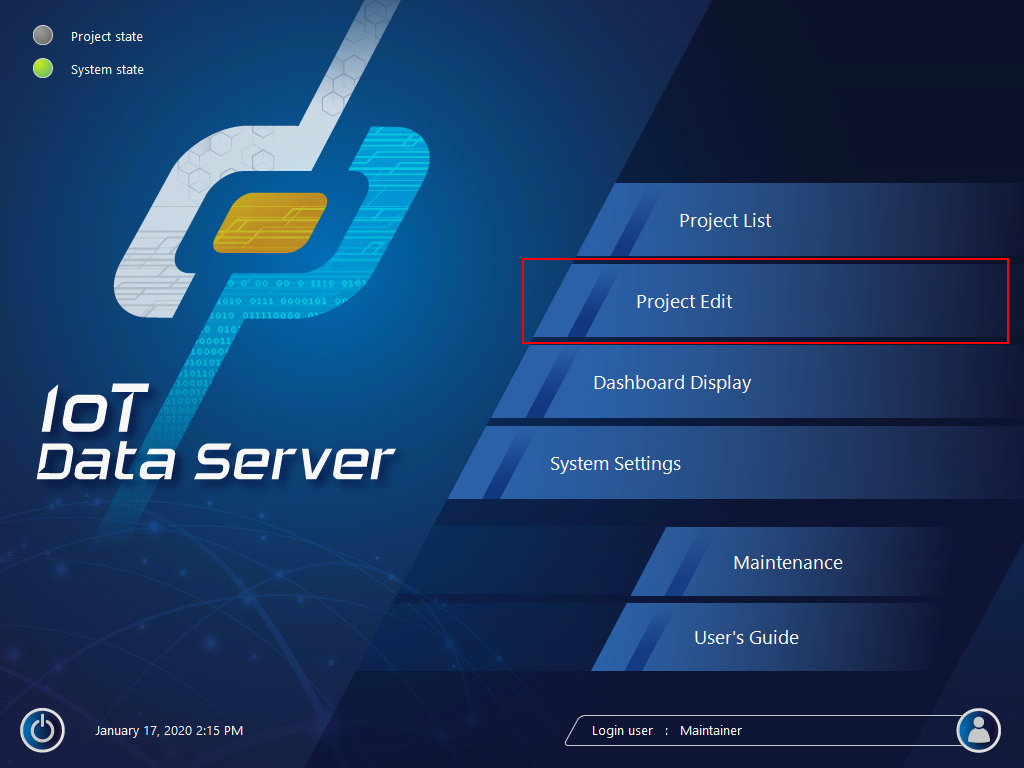 Project state
System state
Project List
Project Edit
Dashboard Display
IoT
Data Server
System Settings
Maintenance
User's Guide
January 17, 2020 2:15 PM
Login user : Maintainer